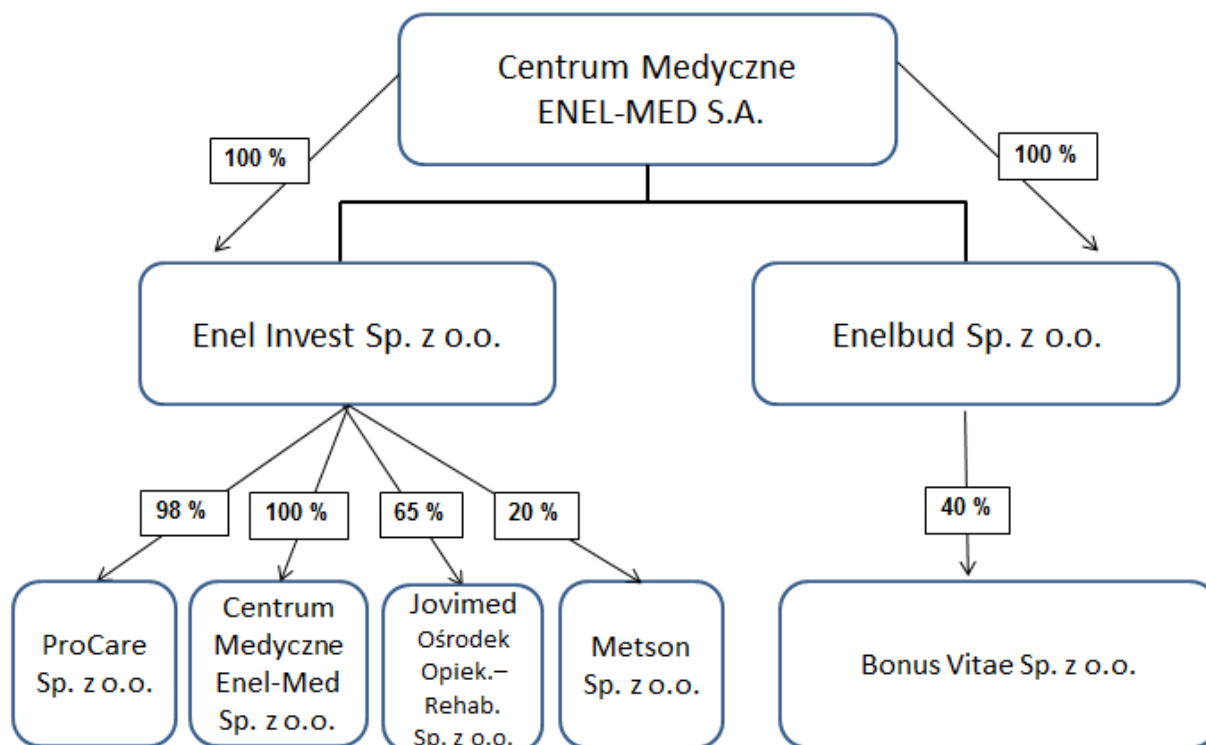 Centrum Medyczne
ENEL-MED S.A.
100 %
100 %
Enel Invest Sp. z o.o.
Enelbud Sp. z o.o.
98 %
100 %
65 %
20 %
40 %
ProCare
Sp. z o.o.
Centrum
Medyczne
Enel-Med
Sp. z o.o.
Jovimed
Ośrodek
Opiek.–
Rehab.
Sp. z o.o.
Metson
Sp. z o.o.
Bonus Vitae Sp. z o.o.